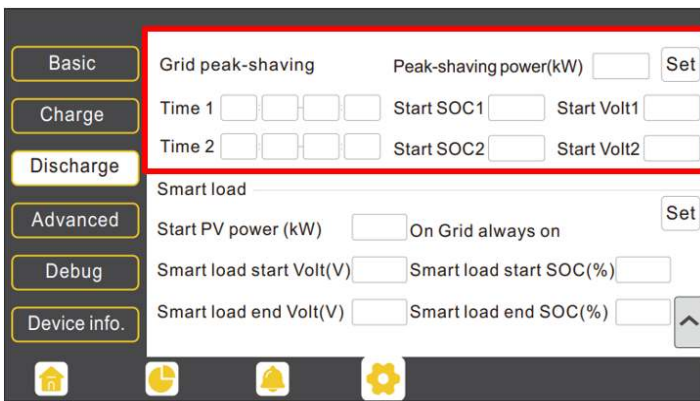 Basic
Charge
Discharge
Advanced
Debug
Device info.
Grid peak-shaving Peak-shaving power(kW) Set
Time 1 : - : Start SOC1 Start Volt1
Time 2 : - : Start SOC2 Start Volt2
Smart load
Set
Start PV power (kW) On Grid always on
Smart load start Volt(V) Smart load start SOC(%)
Smart load end Volt(V) Smart load end SOC(%)